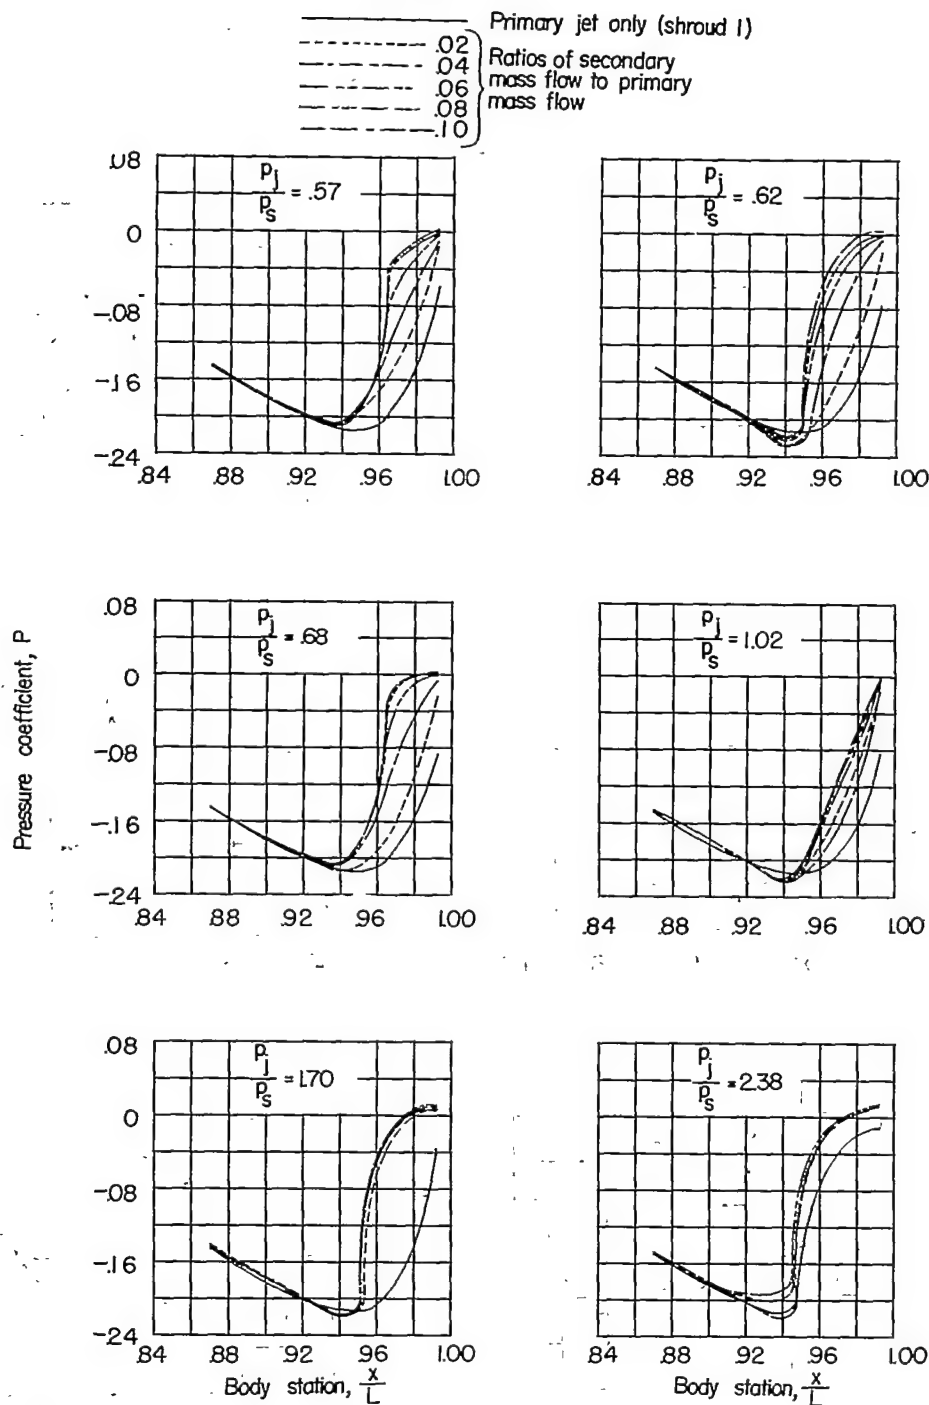 Primary jet only (shroud 1)
.02
.04
.06
.08
.10
Ratios of secondary
mass flow to primary
mass flow
.08
0
-.08
-.16
-.24
.84 .88 .92 .96 1.00
Pj/Ps = .57
.84 .88 .92 .96 1.00
Pj/Ps = .62
Pressure coefficient, P
.08
0
-.08
-.16
-.24
.84 .88 .92 .96 1.00
Pj/Ps = .68
.84 .88 .92 .96 1.00
Pj/Ps = 1.02
.08
0
-.08
-.16
-.24
.84 .88 .92 .96 1.00
Pj/Ps = 1.70
Body station, x/L
.84 .88 .92 .96 1.00
Pj/Ps = 2.38
Body station, x/L